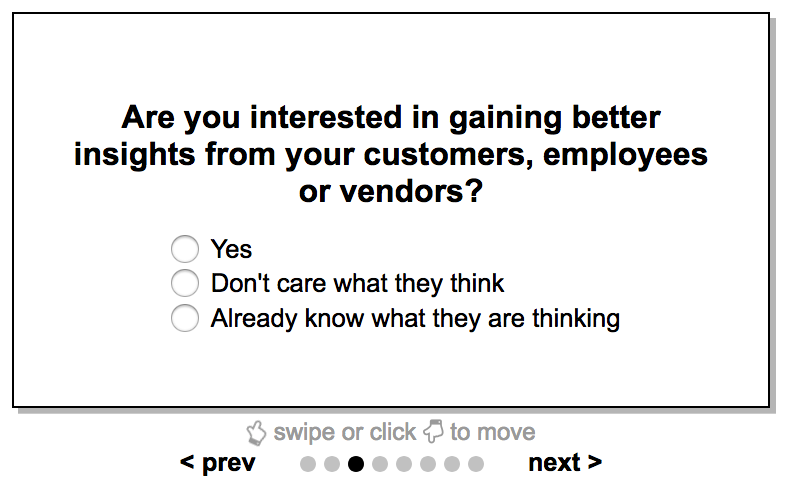 Are you interested in gaining better
insights from your customers, employees
or vendors?
Yes
Don't care what they think
Already know what they are thinking
swipe or click to move
< prev
next >